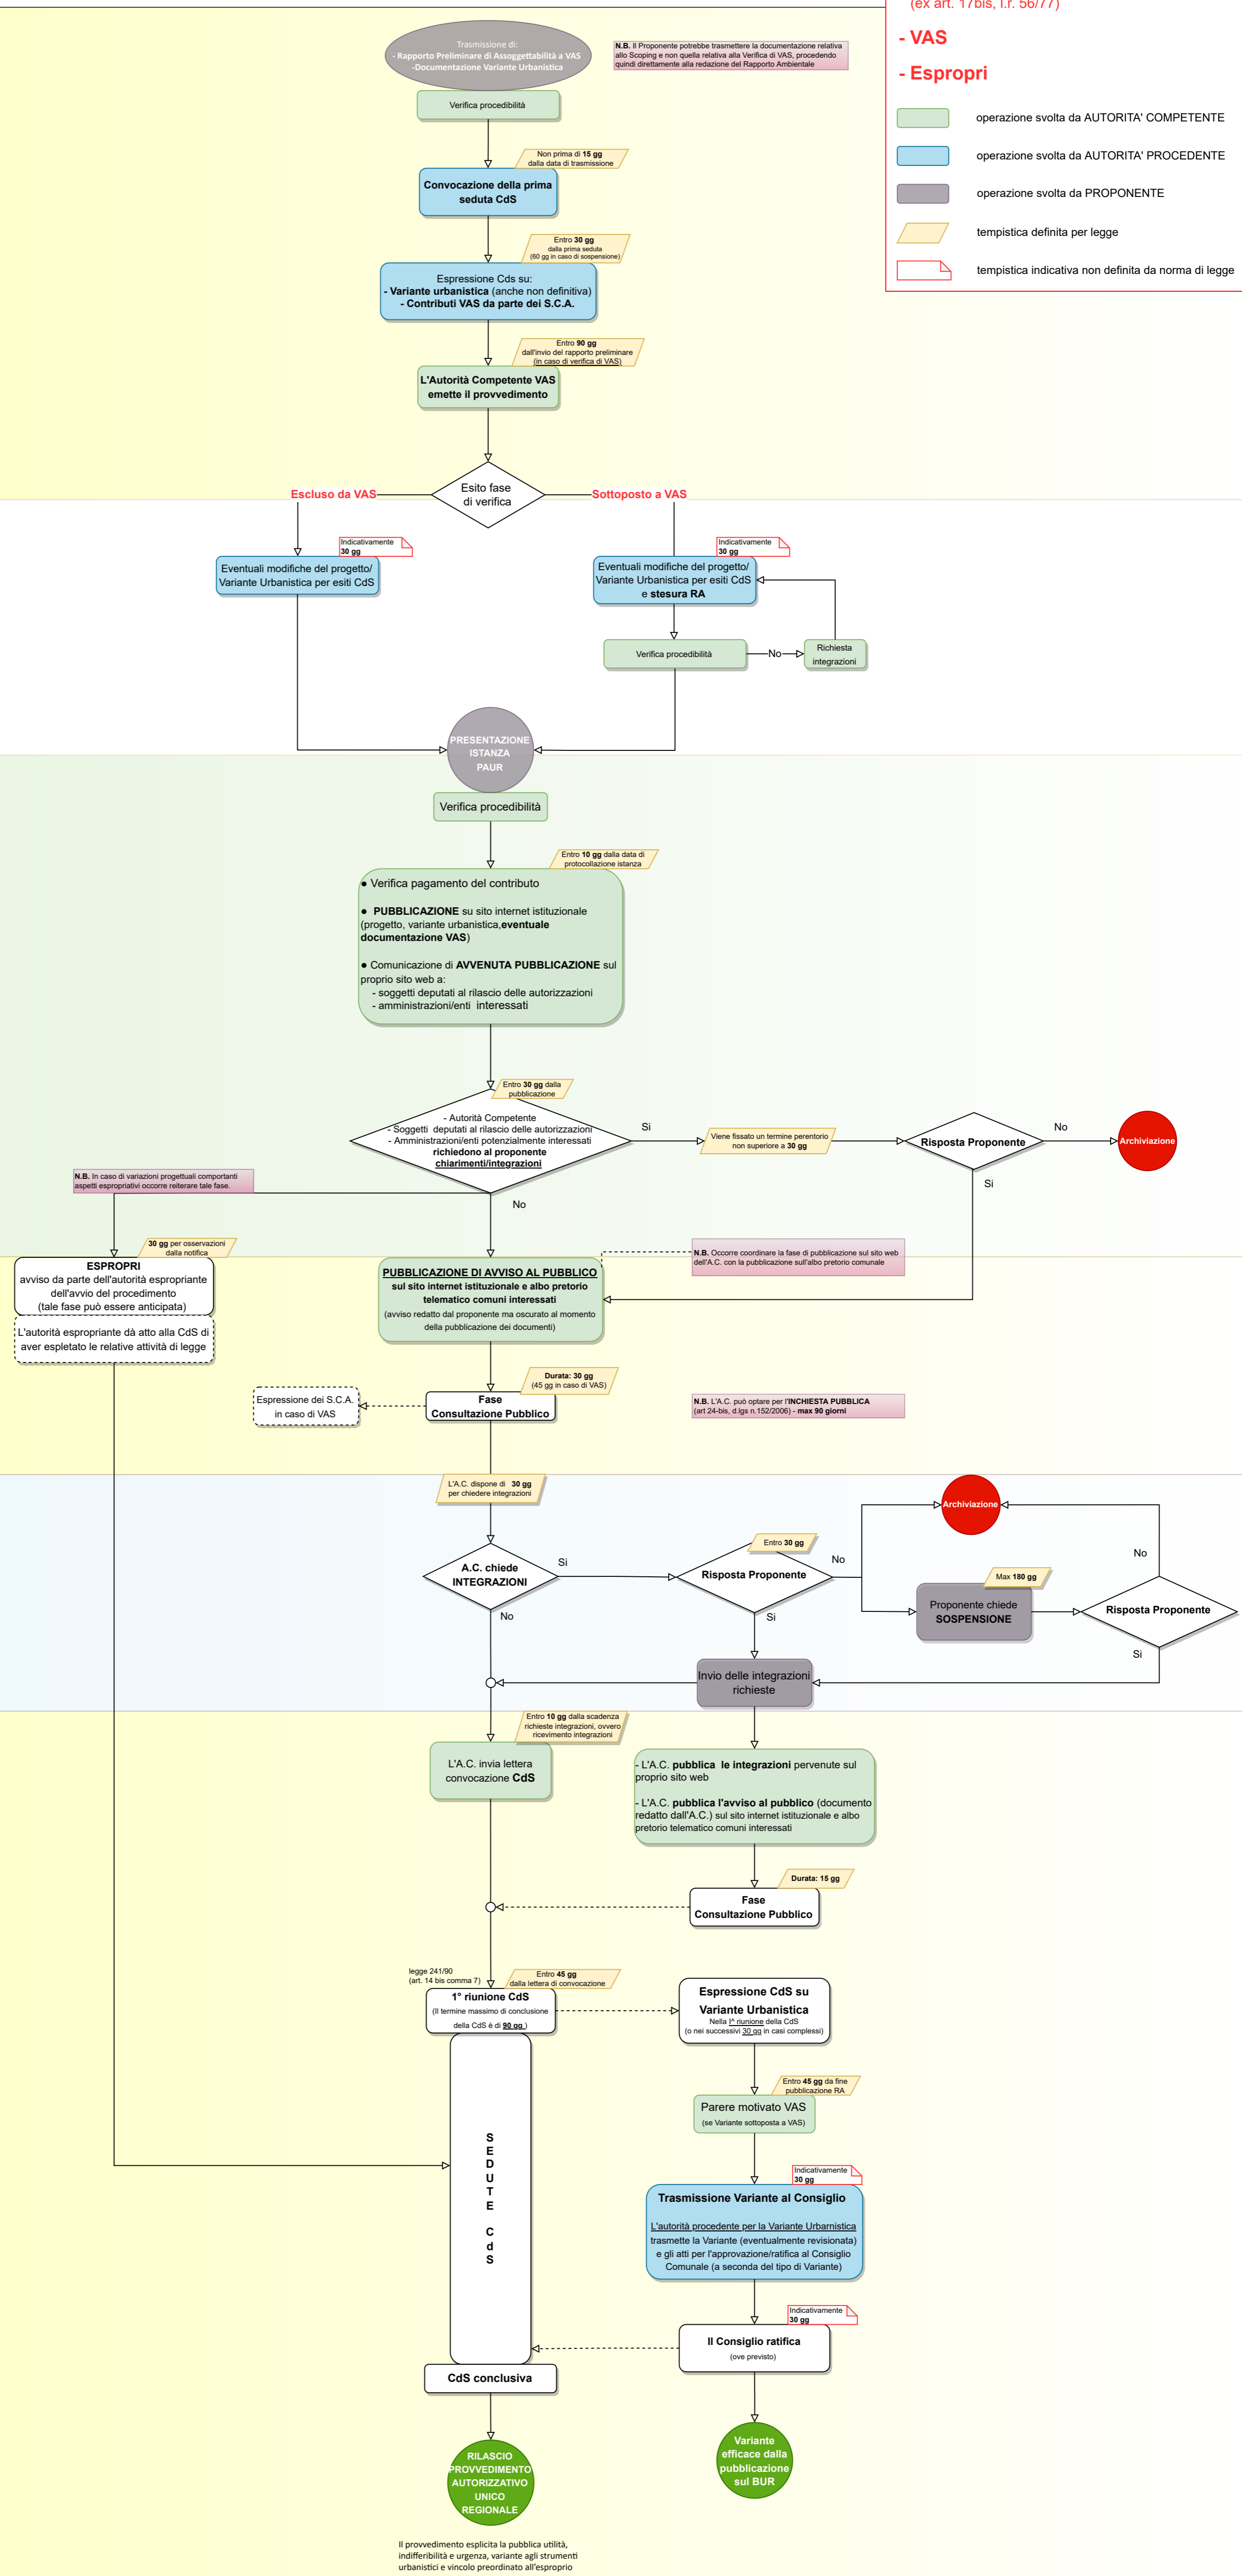 (ex art. 17bis, l.r. 56/77)
- VAS
- Espropri
operazione svolta da AUTORITA' COMPETENTE
operazione svolta da AUTORITA' PROCEDENTE
operazione svolta da PROPONENTE
tempistica definita per legge
tempistica indicativa non definita da norma di legge
Trasmissione di:
- Rapporto Preliminare di Assoggettabilità a VAS
-Documentazione Variante Urbanistica
N.B. Il Proponente potrebbe trasmettere la documentazione relativa
allo Scoping e non quella relativa alla Verifica di VAS, procedendo
quindi direttamente alla redazione del Rapporto Ambientale
Verifica procedibilità
Non prima di 15 gg
dalla data di trasmissione
Convocazione della prima
seduta CdS
Entro 30 gg
dalla prima seduta
(60 gg in caso di sospensione)
Espressione Cds su:
- Variante urbanistica (anche non definitiva)
- Contributi VAS da parte dei S.C.A.
Entro 90 gg
dall'invio del rapporto preliminare
(in caso di verifica di VAS)
L'Autorità Competente VAS
emette il provvedimento
Esito fase
di verifica
Escluso da VAS
Sottoposto a VAS
Indicativamente
30 gg
Eventuali modifiche del progetto/
Variante Urbanistica per esiti CdS
Indicativamente
30 gg
Eventuali modifiche del progetto/
Variante Urbanistica per esiti CdS
e stesura RA
Verifica procedibilità
No
Richiesta
integrazioni
PRESENTAZIONE
ISTANZA
PAUR
Verifica procedibilità
Entro 10 gg dalla data di
protocollazione istanza
● Verifica pagamento del contributo
● PUBBLICAZIONE su sito internet istituzionale
(progetto, variante urbanistica,eventuale
documentazione VAS)
● Comunicazione di AVVENUTA PUBBLICAZIONE sul
proprio sito web a:
- soggetti deputati al rilascio delle autorizzazioni
- amministrazioni/enti interessati
Entro 30 gg dalla
pubblicazione
- Autorità Competente
- Soggetti deputati al rilascio delle autorizzazioni
- Amministrazioni/enti potenzialmente interessati
richiedono al proponente
chiarimenti/integrazioni
Si
Viene fissato un termine perentorio
non superiore a 30 gg
Risposta Proponente
No
Archiviazione
Si
No
N.B. In caso di variazioni progettuali comportanti
aspetti espropriativi occorre reiterare tale fase.
30 gg per osservazioni
dalla notifica
ESPROPRI
avviso da parte dell'autorità espropriante
dell'avvio del procedimento
(tale fase può essere anticipata)
L'autorità espropriante dà atto alla CdS di
aver espletato le relative attività di legge
PUBBLICAZIONE DI AVVISO AL PUBBLICO
sul sito internet istituzionale e albo pretorio
telematico comuni interessati
(avviso redatto dal proponente ma oscurato al momento
della pubblicazione dei documenti)
N.B. Occorre coordinare la fase di pubblicazione sul sito web
dell'A.C. con la pubblicazione sull'albo pretorio comunale
Durata: 30 gg
(45 gg in caso di VAS)
Fase
Consultazione Pubblico
Espressione dei S.C.A.
in caso di VAS
N.B. L'A.C. può optare per l'INCHIESTA PUBBLICA
(art 24-bis, d.lgs n.152/2006) - max 90 giorni
L'A.C. dispone di 30 gg
per chiedere integrazioni
A.C. chiede
INTEGRAZIONI
Si
Entro 30 gg
Risposta Proponente
No
Archiviazione
Max 180 gg
Proponente chiede
SOSPENSIONE
No
Risposta Proponente
Si
No
Si
Invio delle integrazioni
richieste
Entro 10 gg dalla scadenza
richieste integrazioni, ovvero
ricevimento integrazioni
L'A.C. invia lettera
convocazione CdS
- L'A.C. pubblica le integrazioni pervenute sul
proprio sito web
- L'A.C. pubblica l'avviso al pubblico (documento
redatto dall'A.C.) sul sito internet istituzionale e albo
pretorio telematico comuni interessati
Durata: 15 gg
Fase
Consultazione Pubblico
legge 241/90
(art. 14 bis comma 7)
Entro 45 gg
dalla lettera di convocazione
1° riunione CdS
(Il termine massimo di conclusione
della CdS è di 90 gg )
Espressione CdS su
Variante Urbanistica
Nella I^ riunione della CdS
(o nei successivi 30 gg in casi complessi)
Entro 45 gg da fine
pubblicazione RA
Parere motivato VAS
(se Variante sottoposta a VAS)
S
E
D
U
T
E
C
d
S
Indicativamente
30 gg
Trasmissione Variante al Consiglio
L'autorità procedente per la Variante Urbarnistica
trasmette la Variante (eventualmente revisionata)
e gli atti per l'approvazione/ratifica al Consiglio
Comunale (a seconda del tipo di Variante)
Indicativamente
30 gg
Il Consiglio ratifica
(ove previsto)
CdS conclusiva
RILASCIO
PROVVEDIMENTO
AUTORIZZATIVO
UNICO
REGIONALE
Variante
efficace dalla
pubblicazione
sul BUR
Il provvedimento esplicita la pubblica utilità,
indifferibilità e urgenza, variante agli strumenti
urbanistici e vincolo preordinato all'esproprio